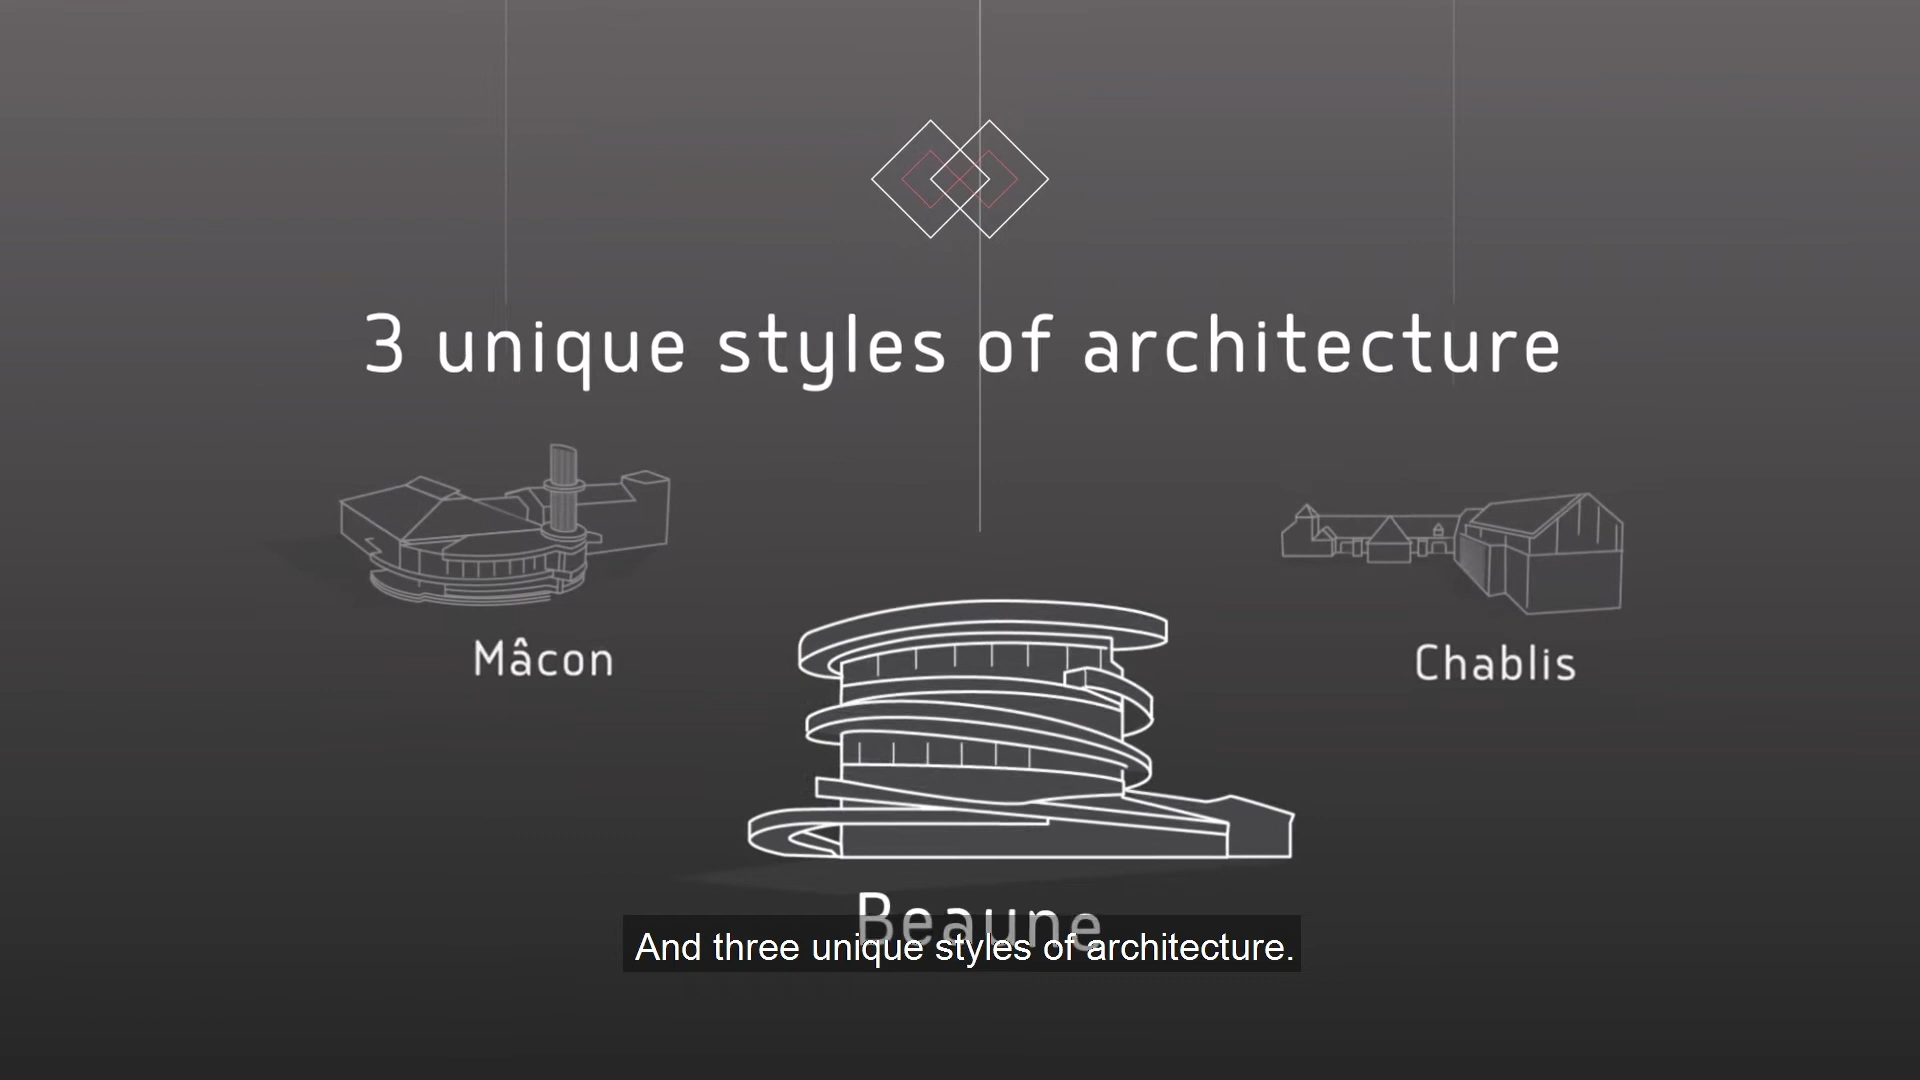 3 unique styles of architecture
Mâcon
Chablis
Beaune
And three unique styles of architecture.